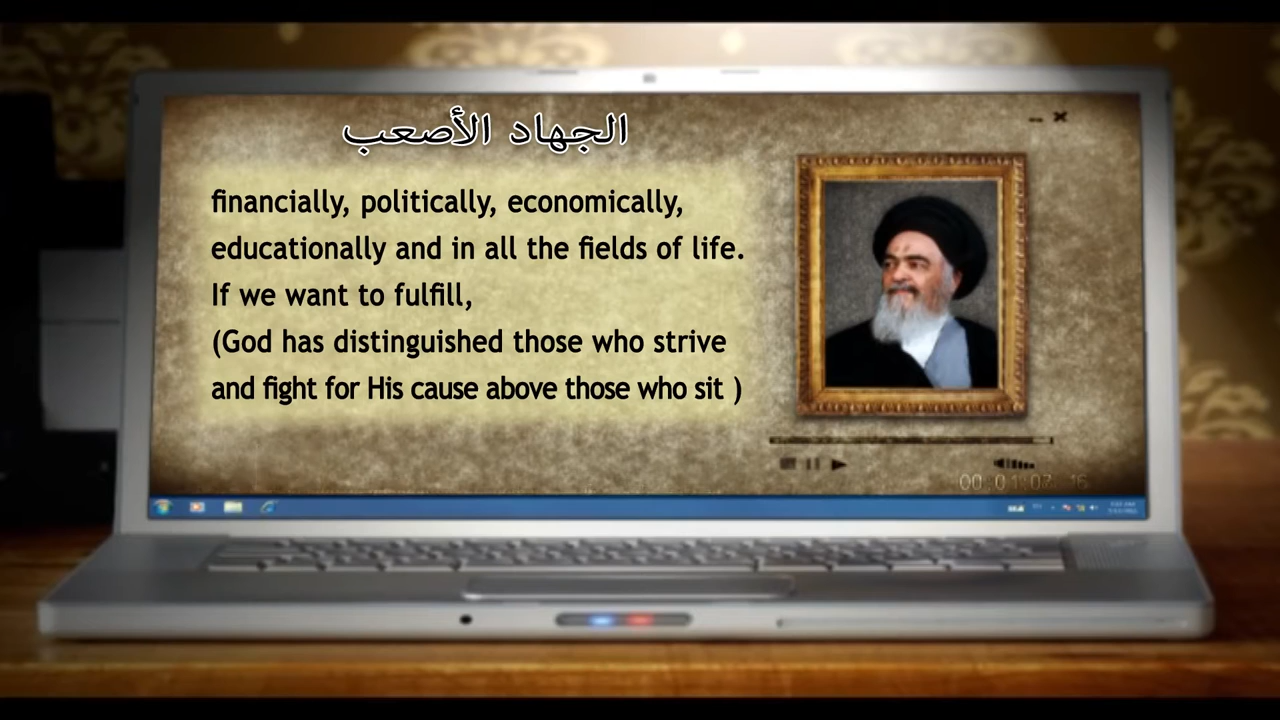 الجهاد الأصعب
financially, politically, economically,
educationally and in all the fields of life.
If we want to fulfill,
(God has distinguished those who strive
and fight for His cause above those who sit )